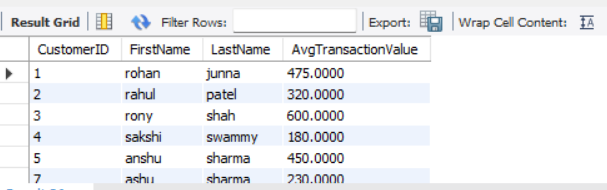 Result Grid Filter Rows: Export: Wrap Cell Content: IA
CustomerID FirstName LastName AvgTransactionValue
1 rohan junna 475.0000
2 rahul patel 320.0000
3 rony shah 600.0000
4 sakshi swammy 180.0000
5 anshu sharma 450.0000
7 ashu sharma 230.0000